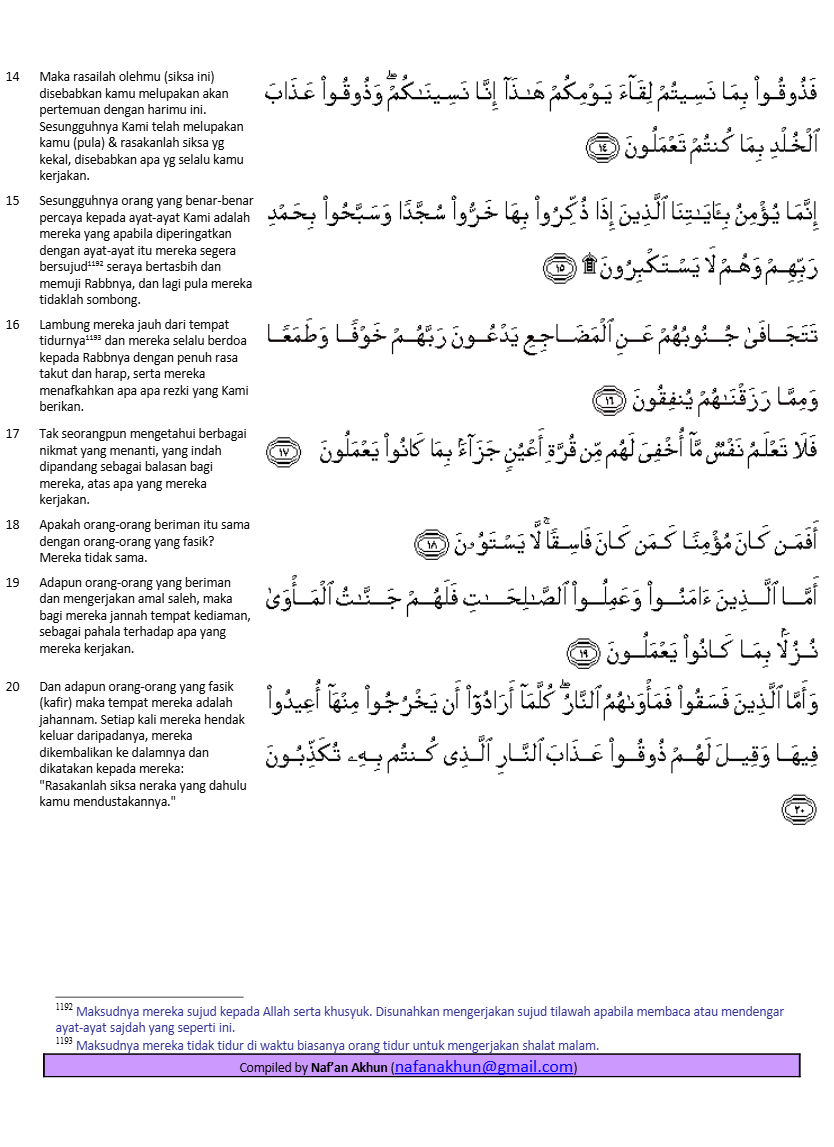 14 Maka rasailah olehmu (siksa ini)
disebabkan kamu melupakan akan
pertemuan dengan harimu ini.
Sesungguhnya Kami telah melupakan
kamu (pula) & rasakanlah siksa yg
kekal, disebabkan apa yg selalu kamu
kerjakan.
فَذُوقُوا۟ بِمَا نَسِيتُمْ لِقَآءَ يَوْمِكُمْ هَـٰذَآ إِنَّا نَسِينَـٰكُمْ ۖ وَذُوقُوا۟ عَذَابَ
ٱلْخُلْدِ بِمَا كُنتُمْ تَعْمَلُونَ ١٤
15 Sesungguhnya orang yang benar-benar
percaya kepada ayat-ayat Kami adalah
mereka yang apabila diperingatkan
dengan ayat-ayat itu mereka segera
bersujud1192 seraya bertasbih dan
memuji Rabbnya, dan lagi pula mereka
tidaklah sombong.
إِنَّمَا يُؤْمِنُ بِـَٔايَـٰتِنَا ٱلَّذِينَ إِذَا ذُكِّرُوا۟ بِهَا خَرُّوا۟ سُجَّدًا وَسَبَّحُوا۟ بِحَمْدِ
رَبِّهِمْ وَهُمْ لَا يَسْتَكْبِرُونَ ۩ ١٥
16 Lambung mereka jauh dari tempat
tidurnya1193 dan mereka selalu berdoa
kepada Rabbnya dengan penuh rasa
takut dan harap, serta mereka
menafkahkan apa apa rezki yang Kami
berikan.
تَتَجَافَىٰ جُنُوبُهُمْ عَنِ ٱلْمَضَاجِعِ يَدْعُونَ رَبَّهُمْ خَوْفًا وَطَمَعًا
وَمِمَّا رَزَقْنَـٰهُمْ يُنفِقُونَ ١٦
17 Tak seorangpun mengetahui berbagai
nikmat yang menanti, yang indah
dipandang sebagai balasan bagi
mereka, atas apa yang mereka
kerjakan.
فَلَا تَعْلَمُ نَفْسٌ مَّآ أُخْفِىَ لَهُم مِّن قُرَّةِ أَعْيُنٍ جَزَآءًۢ بِمَا كَانُوا۟ يَعْمَلُونَ ١٧
18 Apakah orang-orang beriman itu sama
dengan orang-orang yang fasik?
Mereka tidak sama.
أَفَمَن كَانَ مُؤْمِنًا كَمَن كَانَ فَاسِقًا ۚ لَّا يَسْتَوُۥنَ ١٨
19 Adapun orang-orang yang beriman
dan mengerjakan amal saleh, maka
bagi mereka jannah tempat kediaman,
sebagai pahala terhadap apa yang
mereka kerjakan.
أَمَّا ٱلَّذِينَ ءَامَنُوا۟ وَعَمِلُوا۟ ٱلصَّـٰلِحَـٰتِ فَلَهُمْ جَنَّـٰتُ ٱلْمَأْوَىٰ
نُزُلًۢا بِمَا كَانُوا۟ يَعْمَلُونَ ١٩
20 Dan adapun orang-orang yang fasik
(kafir) maka tempat mereka adalah
jahannam. Setiap kali mereka hendak
keluar daripadanya, mereka
dikembalikan ke dalamnya dan
dikatakan kepada mereka:
"Rasakanlah siksa neraka yang dahulu
kamu mendustakannya."
وَأَمَّا ٱلَّذِينَ فَسَقُوا۟ فَمَأْوَىٰهُمُ ٱلنَّارُ ۖ كُلَّمَآ أَرَادُوٓا۟ أَن يَخْرُجُوا۟ مِنْهَآ أُعِيدُوا۟
فِيهَا وَقِيلَ لَهُمْ ذُوقُوا۟ عَذَابَ ٱلنَّارِ ٱلَّذِى كُنتُم بِهِۦ تُكَذِّبُونَ
٢٠
1192 Maksudnya mereka sujud kepada Allah serta khusyuk. Disunahkan mengerjakan sujud tilawah apabila membaca atau mendengar
ayat-ayat sajdah yang seperti ini.
1193 Maksudnya mereka tidak tidur di waktu biasanya orang tidur untuk mengerjakan shalat malam.
Compiled by Naf'an Akhun (nafanakhun@gmail.com)